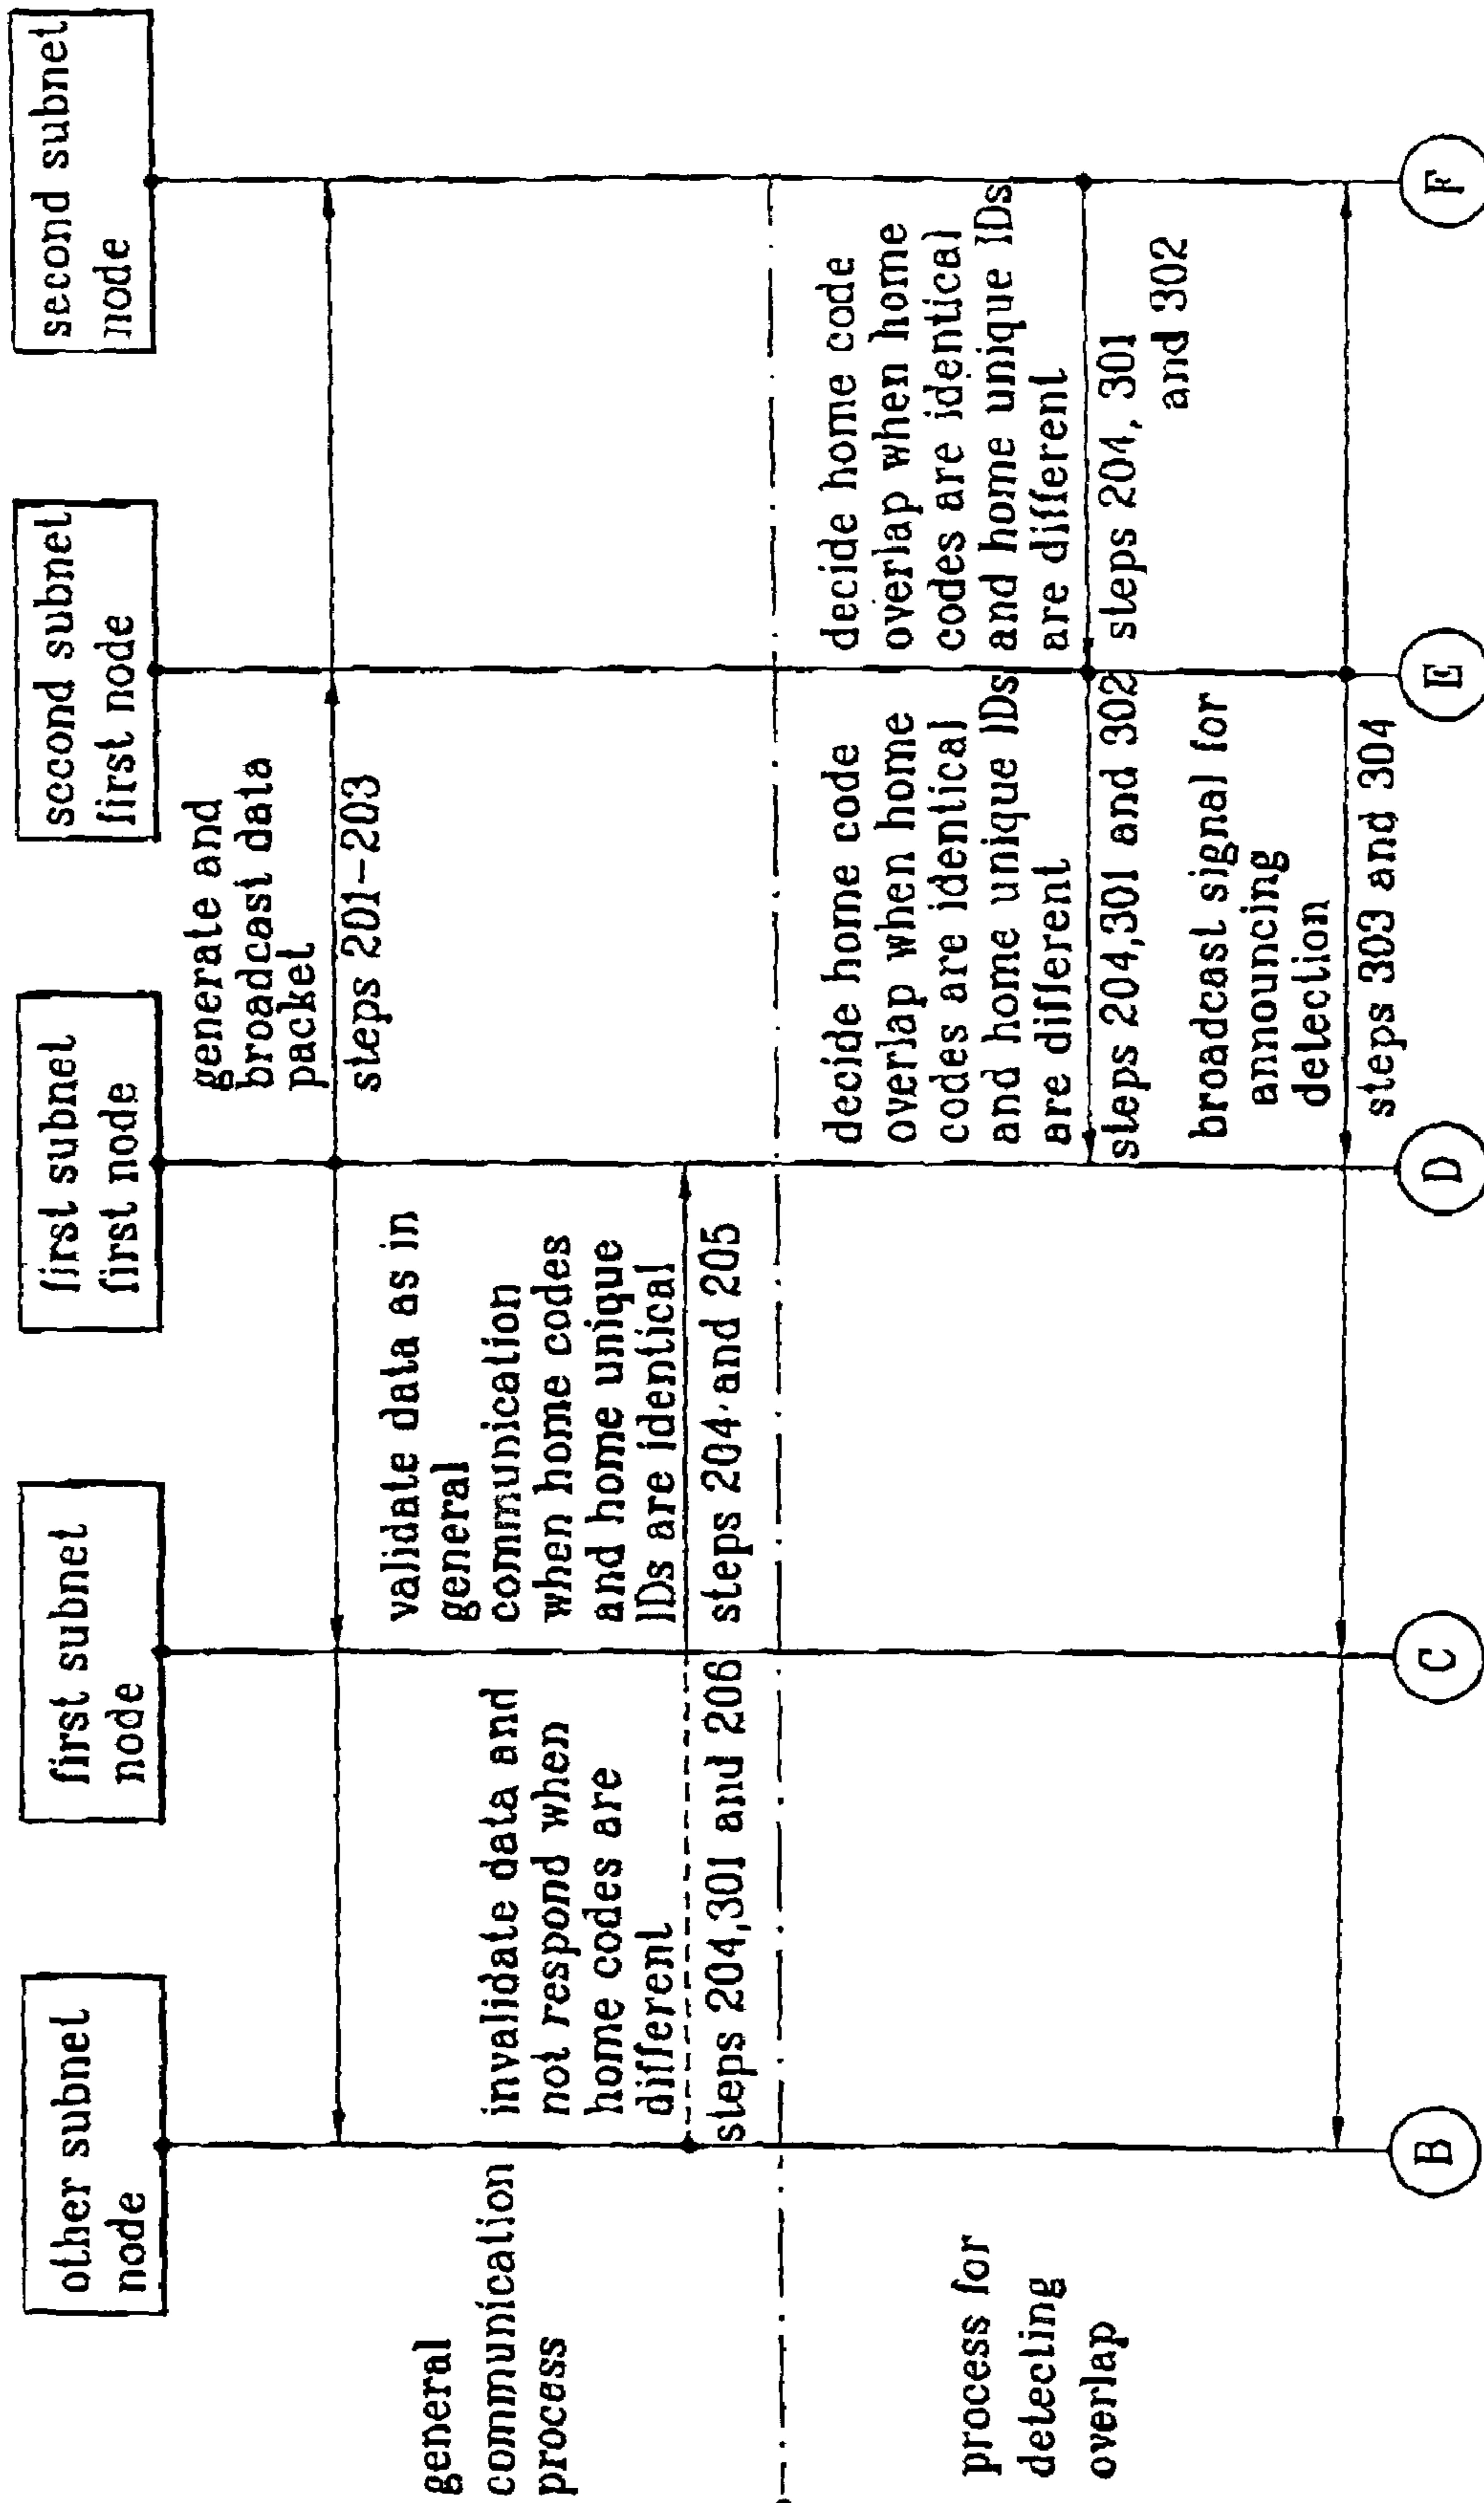 other subnet
node
first subnet
node
first subnet
first node
second subnet
first node
second subnet
node
general
communication
process
generate and
broadcast data
packet
steps 201-203
validate data as in
general
communication
when home codes
and home unique
IDs are identical
steps 204 and 205
invalidate data and
not respond when
home codes are
different
steps 204,301 and 206
process for
detecting
overlap
decide home code
overlap when home
codes are identical
and home unique IDs
are different
steps 204,301 and 302
decide home code
overlap when home
codes are identical
and home unique IDs
are different
steps 204, 301
and 302
broadcast signal for
announcing
detection
steps 303 and 304
B
C
D
E
F